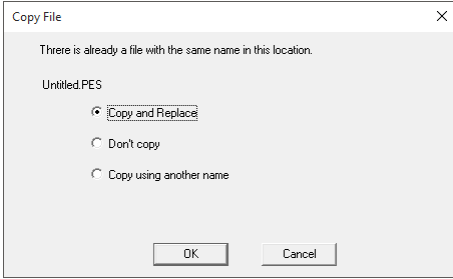 Copy File
Threre is already a file with the same name in this location.
Untitled.PES
Copy and Replace
Don't copy
Copy using another name
OK
Cancel